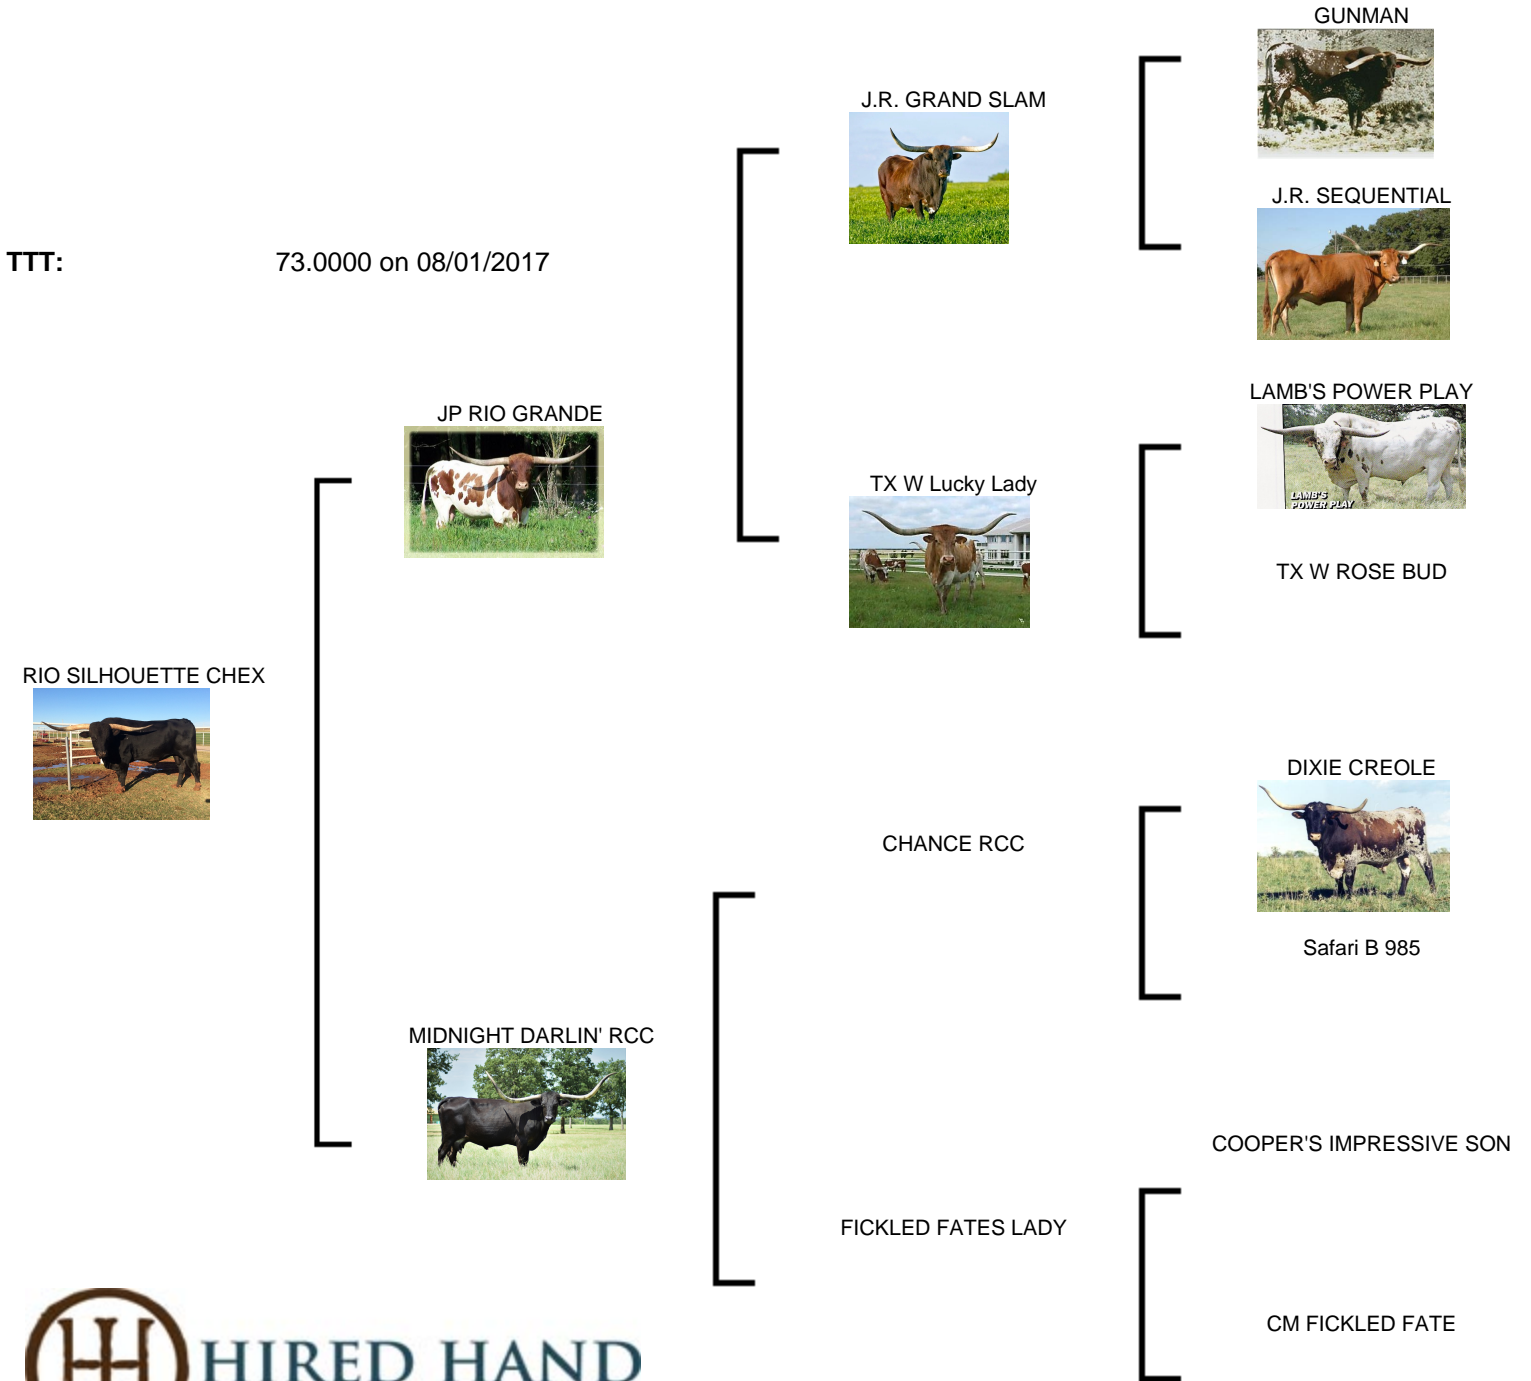 GUNMAN
J.R. GRAND SLAM
J.R. SEQUENTIAL
TTT: 73.0000 on 08/01/2017
LAMB'S POWER PLAY
JP RIO GRANDE
TX W Lucky Lady
LAMB'S
POWER PLAY
TX W ROSE BUD
RIO SILHOUETTE CHEX
DIXIE CREOLE
CHANCE RCC
Safari B 985
MIDNIGHT DARLIN' RCC
COOPER'S IMPRESSIVE SON
FICKLED FATES LADY
CM FICKLED FATE
HIRED HAND